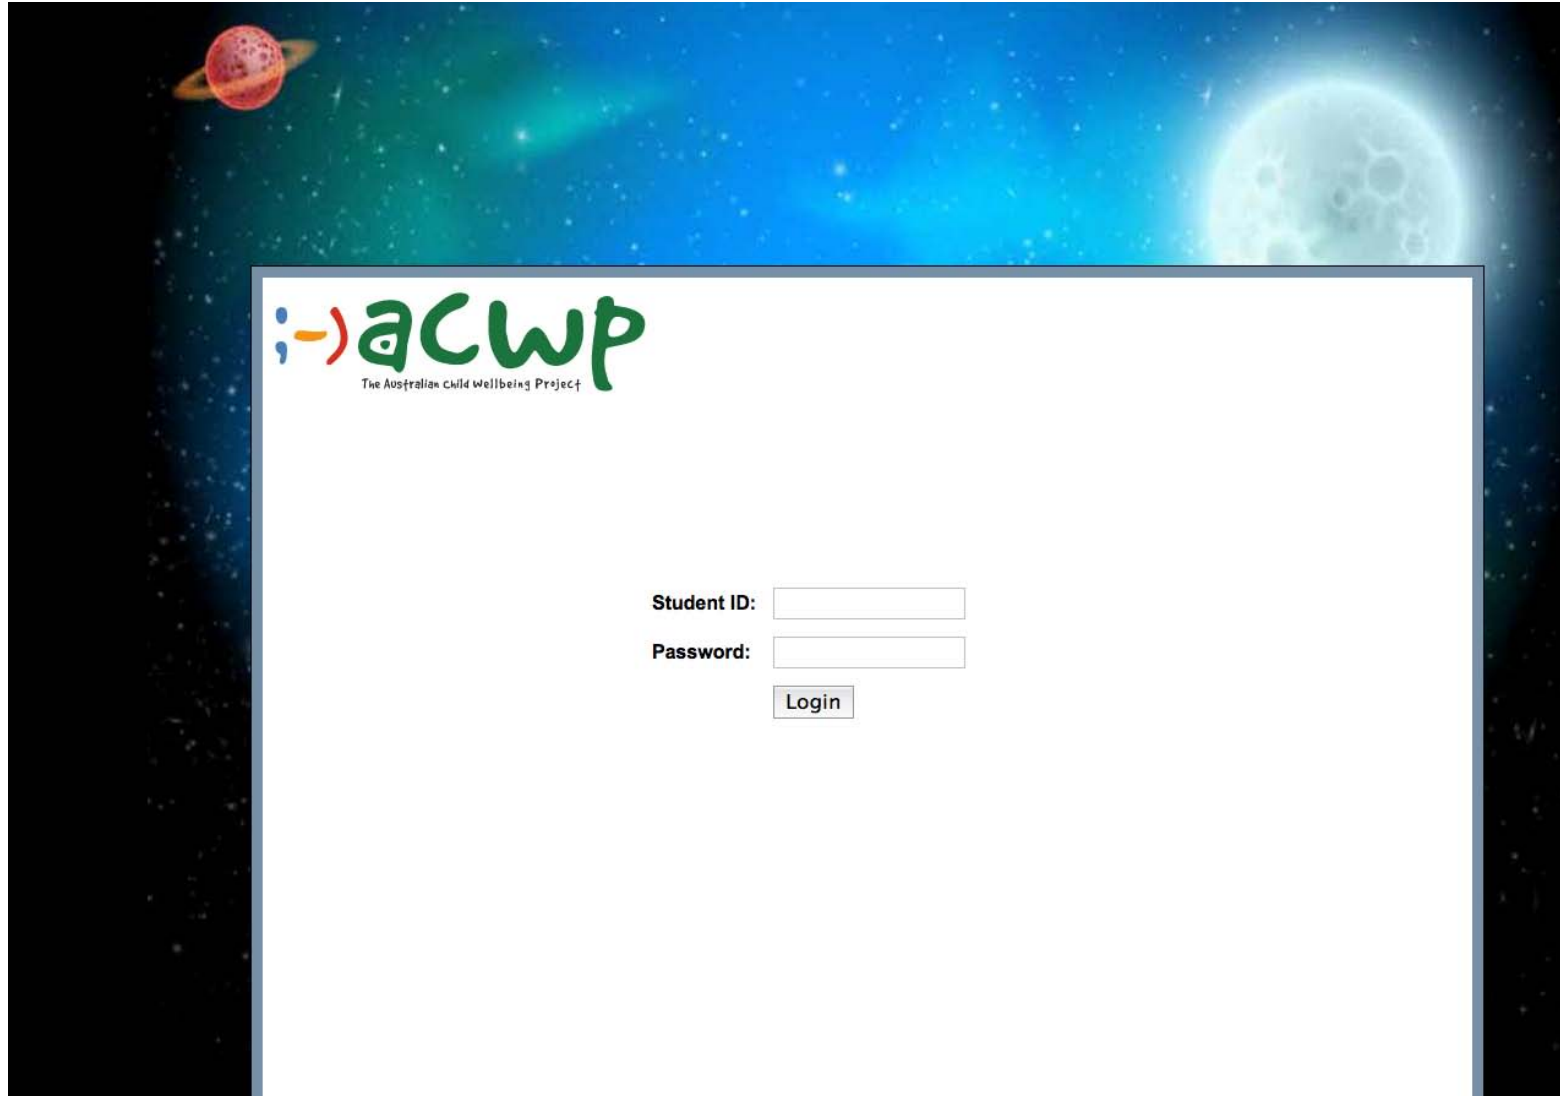 ;-) acwp
The Australian Child Wellbeing Project
Student ID:
Password:
Login